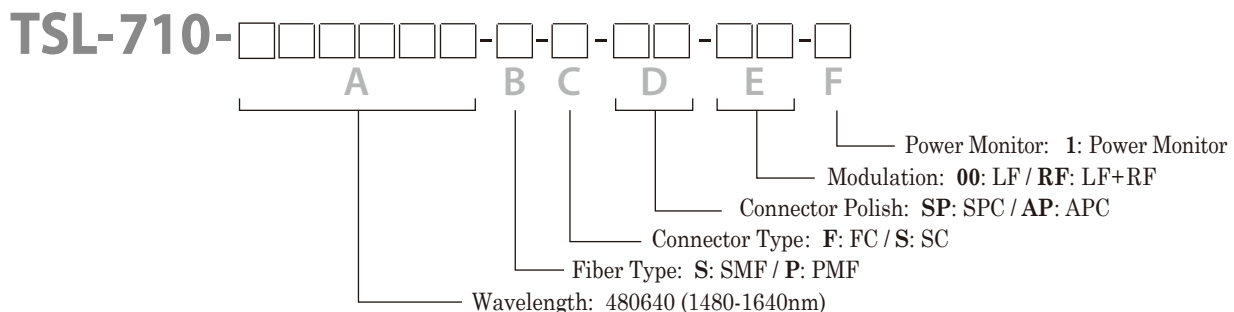 TSL-710-□□□□□□-□-□-□□-□□-□
A B C D E F
Power Monitor: 1: Power Monitor
Modulation: 00: LF / RF: LF+RF
Connector Polish: SP: SPC / AP: APC
Connector Type: F: FC / S: SC
Fiber Type: S: SMF / P: PMF
Wavelength: 480640 (1480-1640nm)